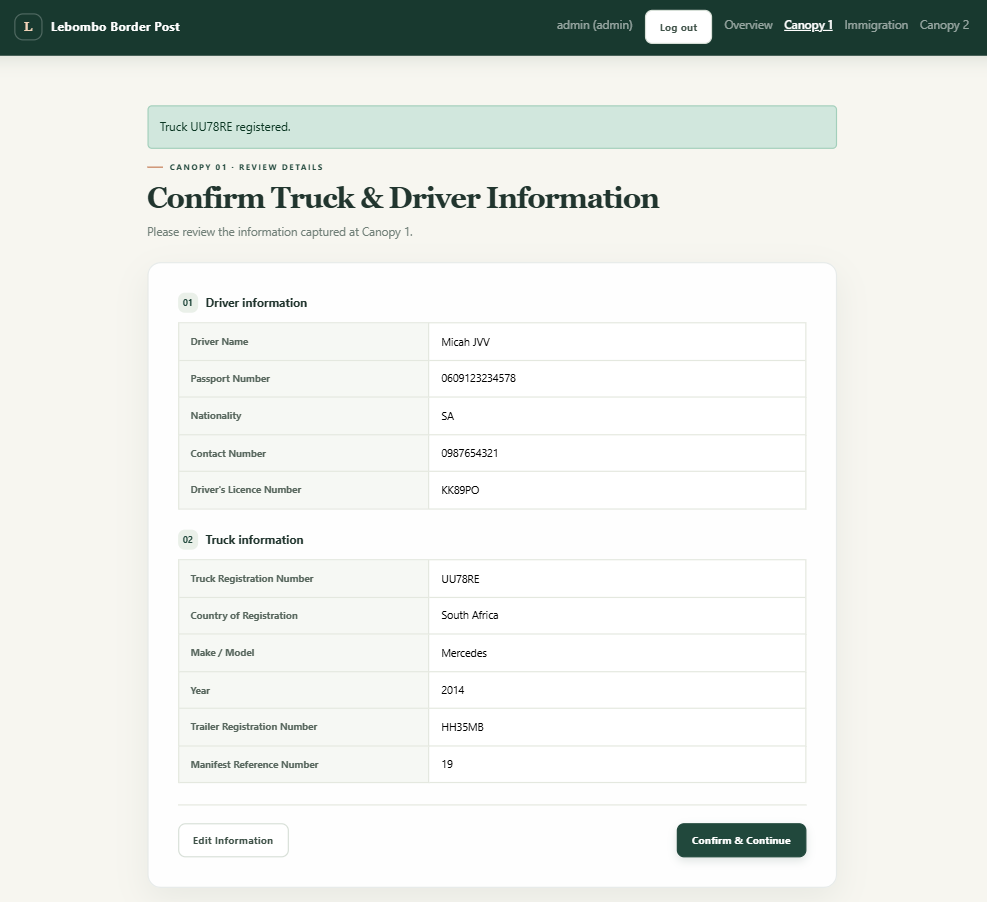 L Lebombo Border Post admin (admin) Log out Overview Canopy 1 Immigration Canopy 2
Truck UU78RE registered.
CANOPY 01 · REVIEW DETAILS
Confirm Truck & Driver Information
Please review the information captured at Canopy 1.
01 Driver information
Driver Name Micah JVV
Passport Number 0609123234578
Nationality SA
Contact Number 0987654321
Driver's Licence Number KK89PO
02 Truck information
Truck Registration Number UU78RE
Country of Registration South Africa
Make / Model Mercedes
Year 2014
Trailer Registration Number HH35MB
Manifest Reference Number 19
Edit Information Confirm & Continue